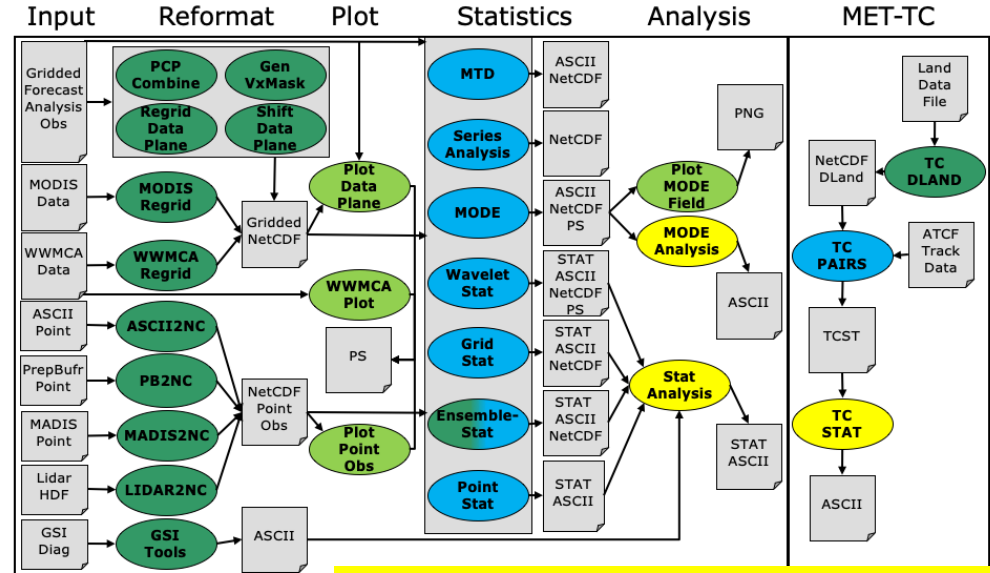 Input
Reformat
Plot
Statistics
Analysis
MET-TC
Gridded
Forecast
Analysis
Obs
PCP
Combine
Gen
VxMask
Regrid
Data
Plane
Shift
Data
Plane
MODIS
Data
MODIS
Regrid
WWMCA
Data
WWMCA
Regrid
Gridded
NetCDF
ASCII
Point
ASCII2NC
PrepBufr
Point
PB2NC
MADIS
Point
MADIS2NC
Lidar
HDF
LIDAR2NC
NetCDF
Point
Obs
GSI
Diag
GSI
Tools
ASCII
Plot
Data
Plane
WWMCA
Plot
PS
Plot
Point
Obs
MTD
ASCII
NetCDF
Series
Analysis
NetCDF
MODE
ASCII
NetCDF
PS
Wavelet
Stat
STAT
ASCII
NetCDF
PS
Grid
Stat
STAT
ASCII
NetCDF
Ensemble-
Stat
STAT
ASCII
NetCDF
Point
Stat
STAT
ASCII
PNG
Plot
MODE
Field
MODE
Analysis
ASCII
Stat
Analysis
STAT
ASCII
Land
Data
File
NetCDF
DLand
TC
DLAND
TC
PAIRS
ATCF
Track
Data
TCST
TC
STAT
ASCII